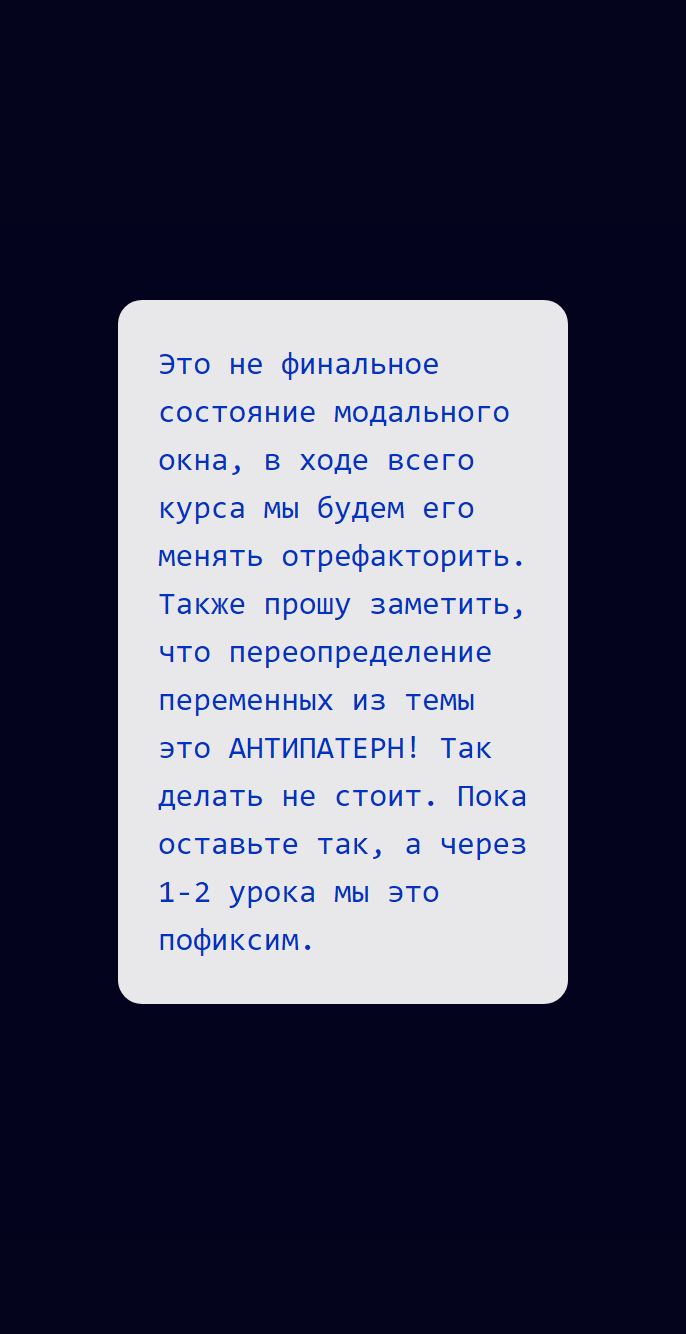 Это не финальное
состояние модального
окна, в ходе всего
курса мы будем его
менять отрефакторить.
Также прошу заметить,
что переопределение
переменных из темы
это АНТИПАТЕРН! Так
делать не стоит. Пока
оставьте так, а через
1-2 урока мы это
пофиксим.